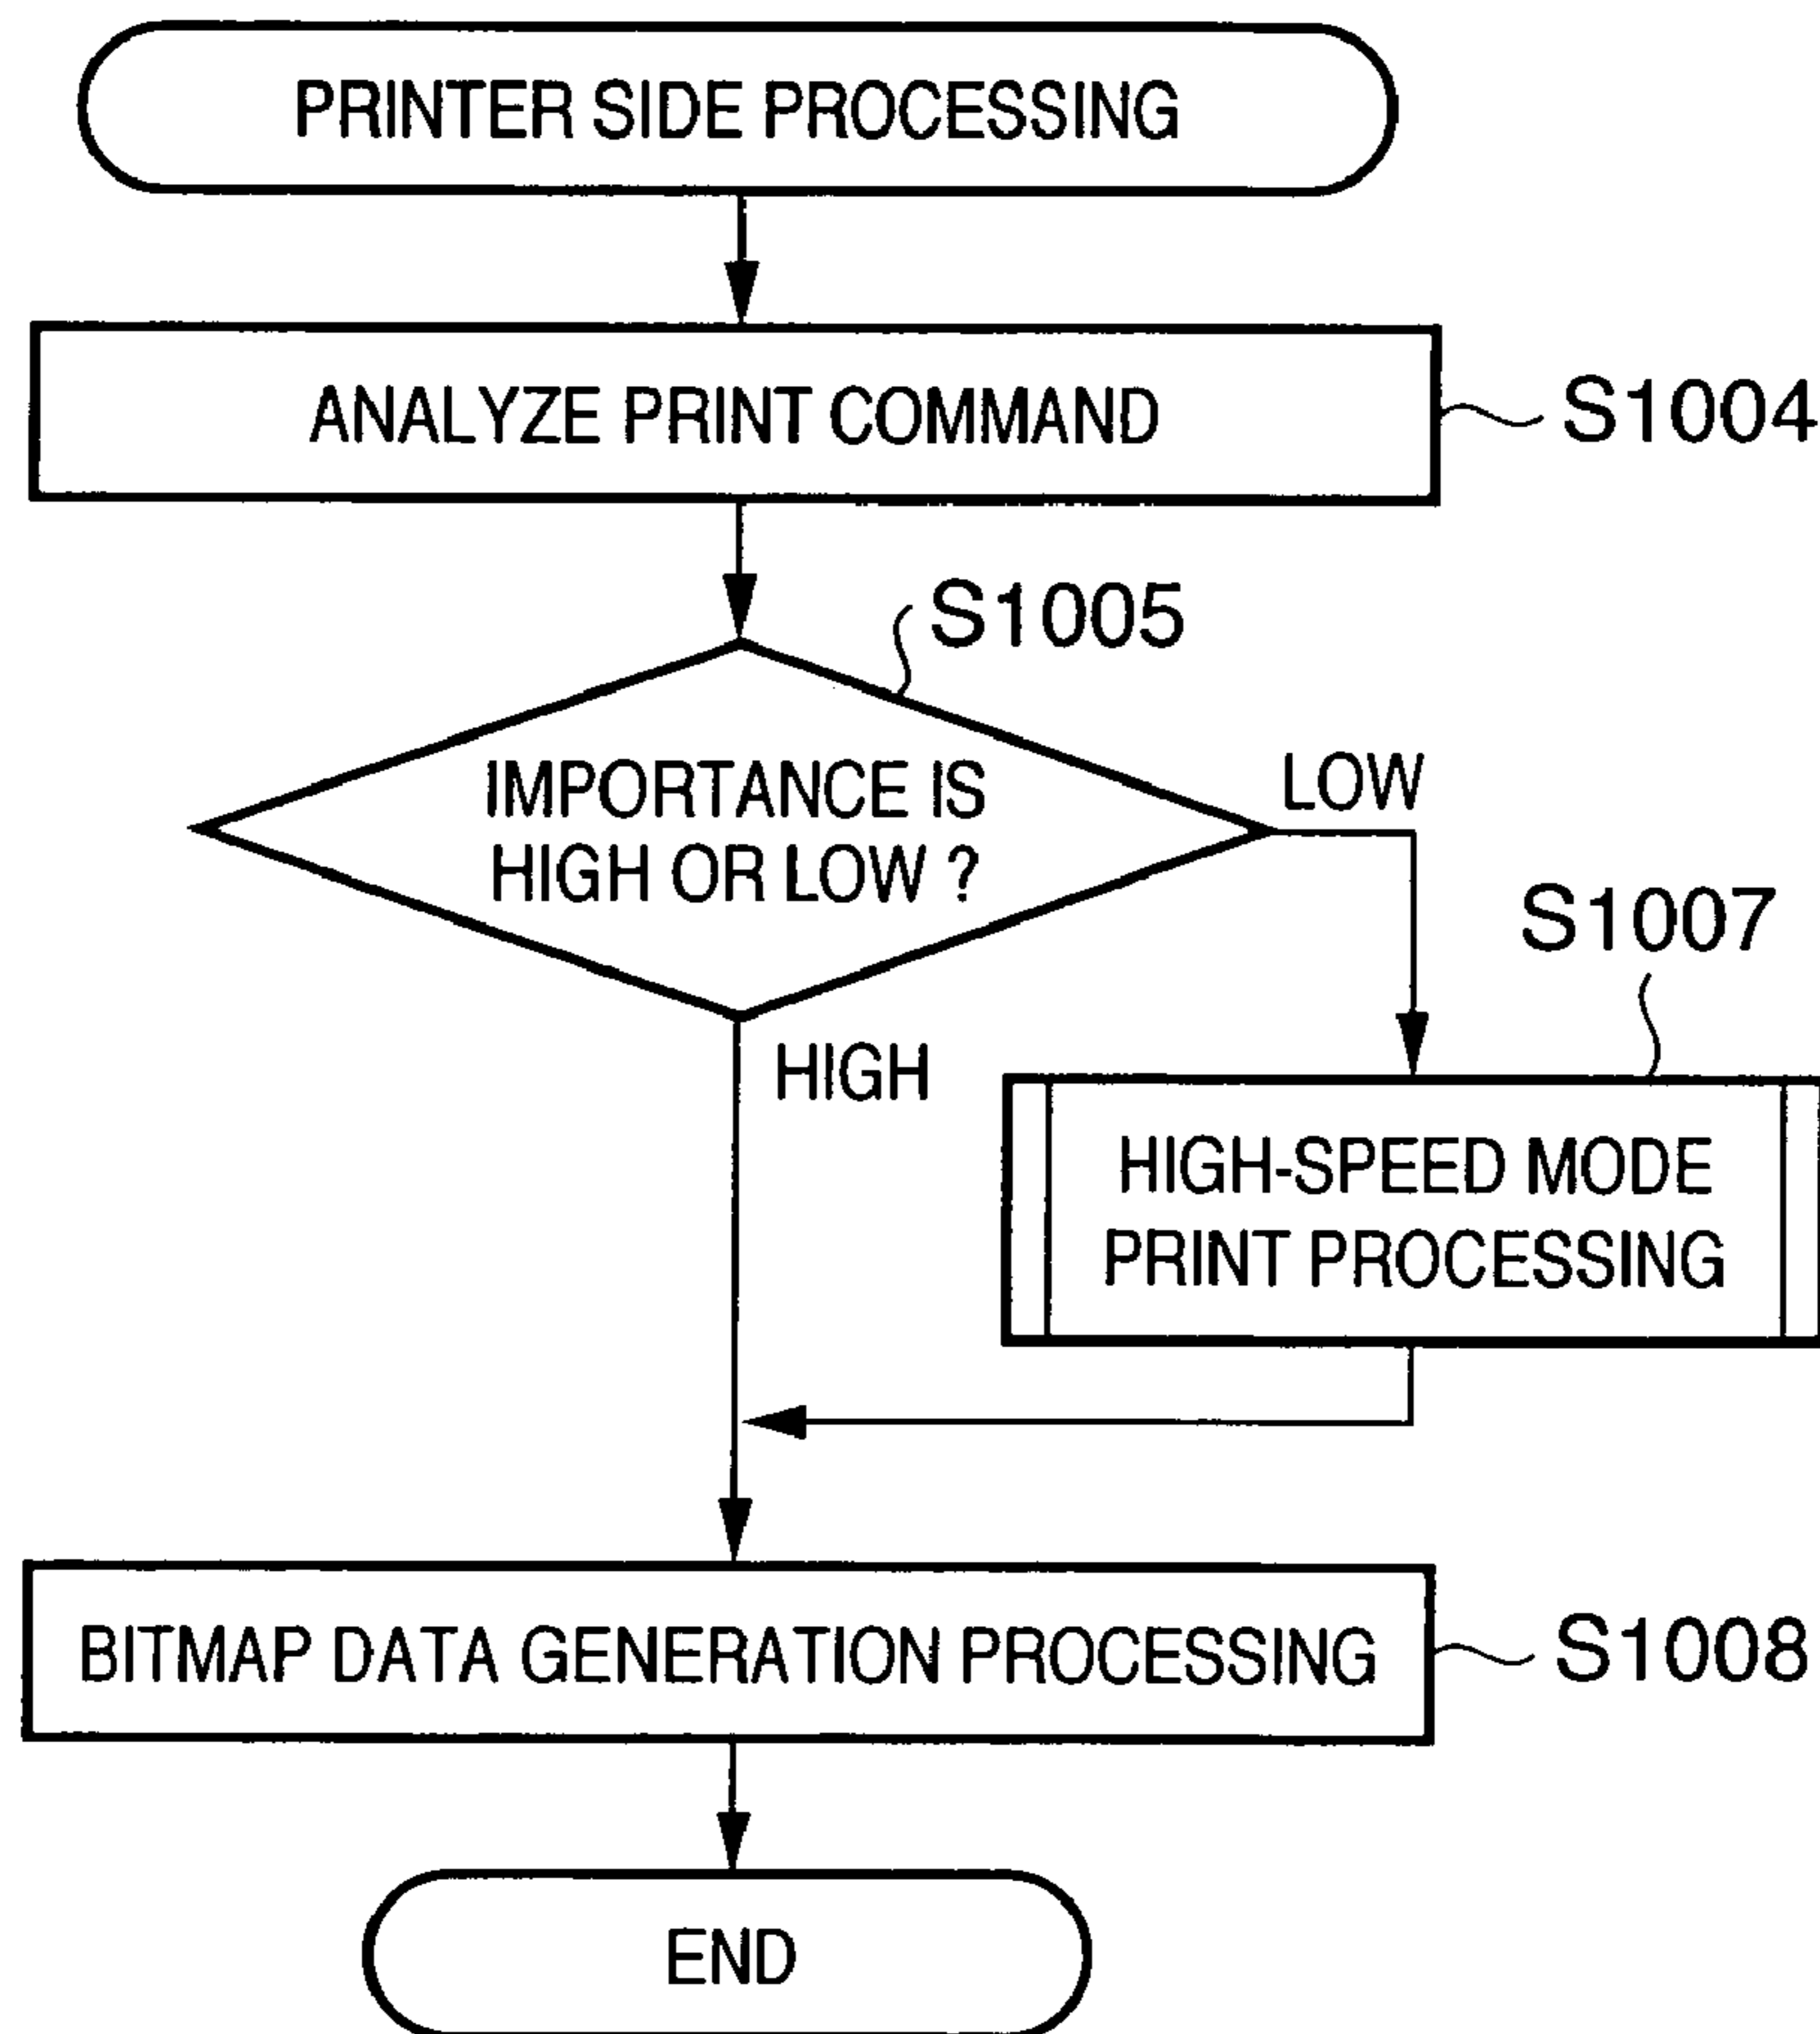 PRINTER SIDE PROCESSING
ANALYZE PRINT COMMAND
S1004
S1005
IMPORTANCE IS
HIGH OR LOW ?
LOW
S1007
HIGH
HIGH-SPEED MODE
PRINT PROCESSING
BITMAP DATA GENERATION PROCESSING
S1008
END